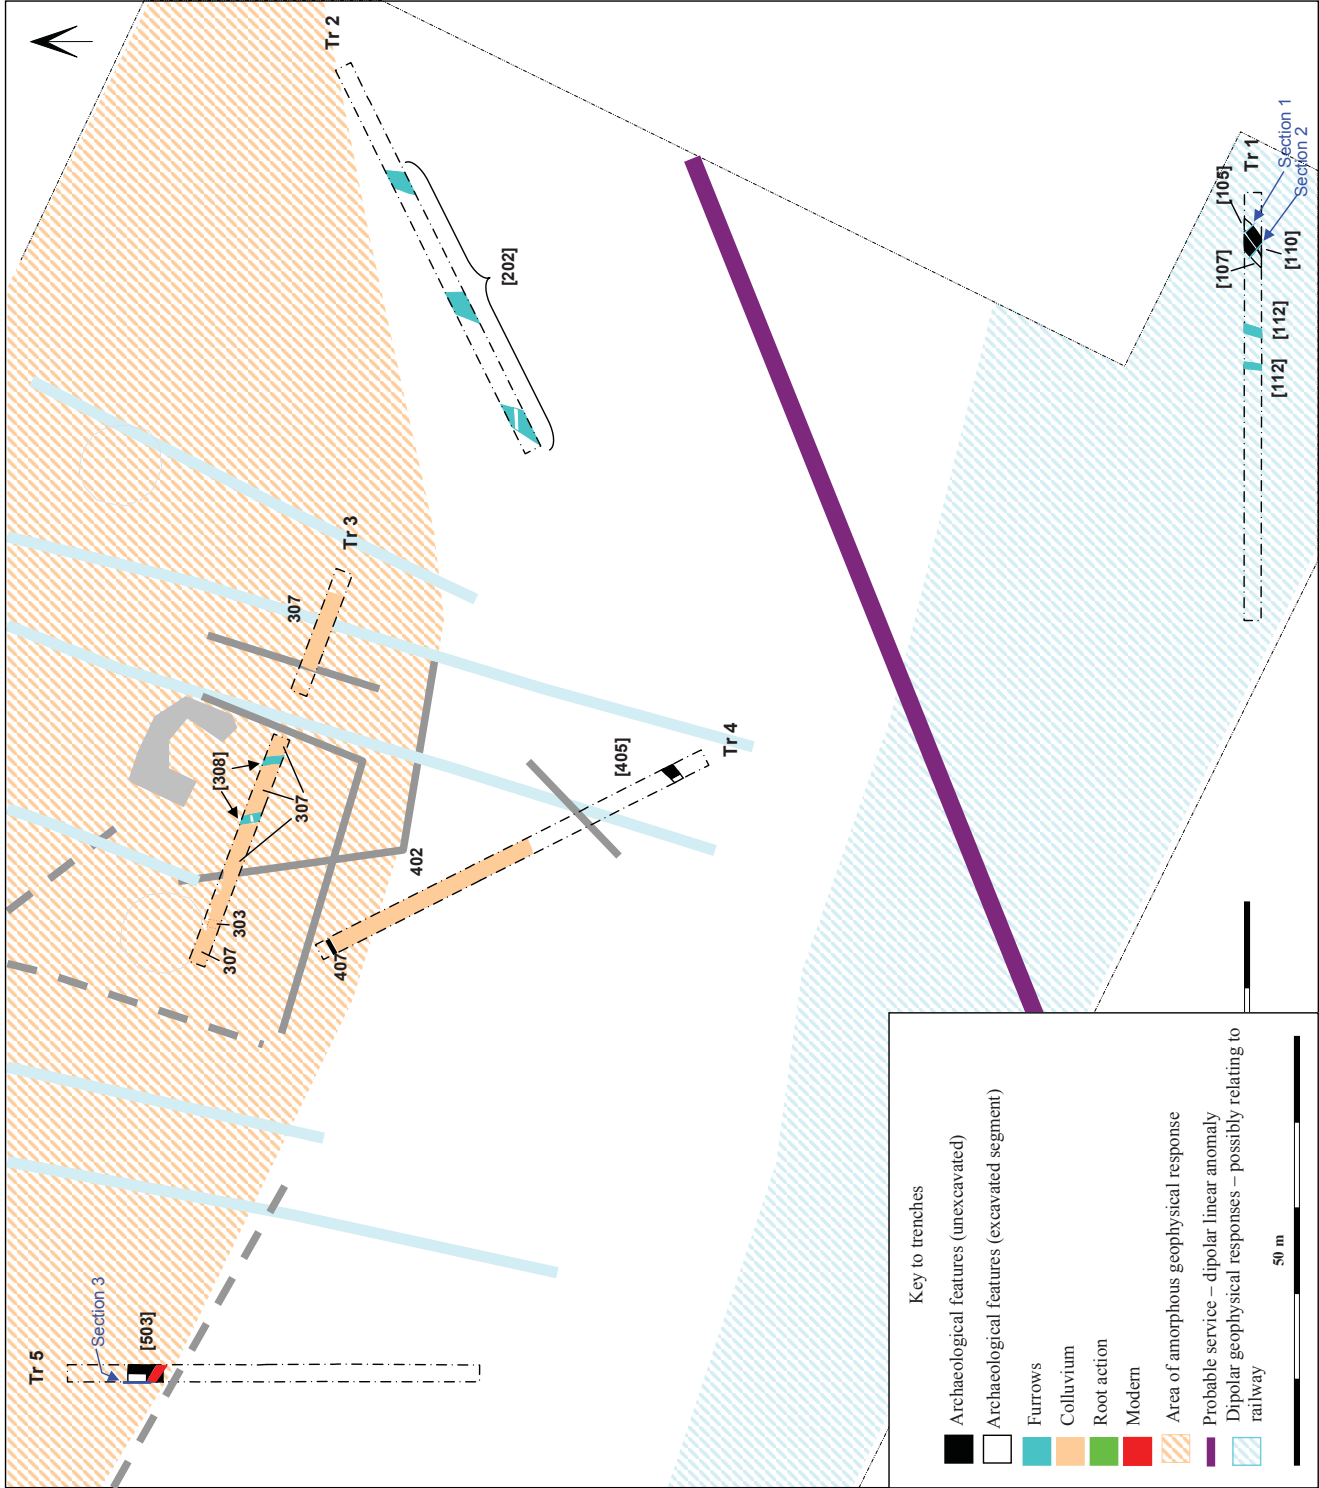 Tr 2
[202]
Tr 1
Section 1
Section 2
[105]
[107]
[110]
[112]
[112]
Tr 3
307
[308]
307
303
307
Tr 4
[405]
402
407
Tr 5
Section 3
[503]
Key to trenches
Archaeological features (unexcavated)
Archaeological features (excavated segment)
Furrows
Colluvium
Root action
Modern
Area of amorphous geophysical response
Probable service – dipolar linear anomaly
Dipolar geophysical responses – possibly relating to
railway
50 m